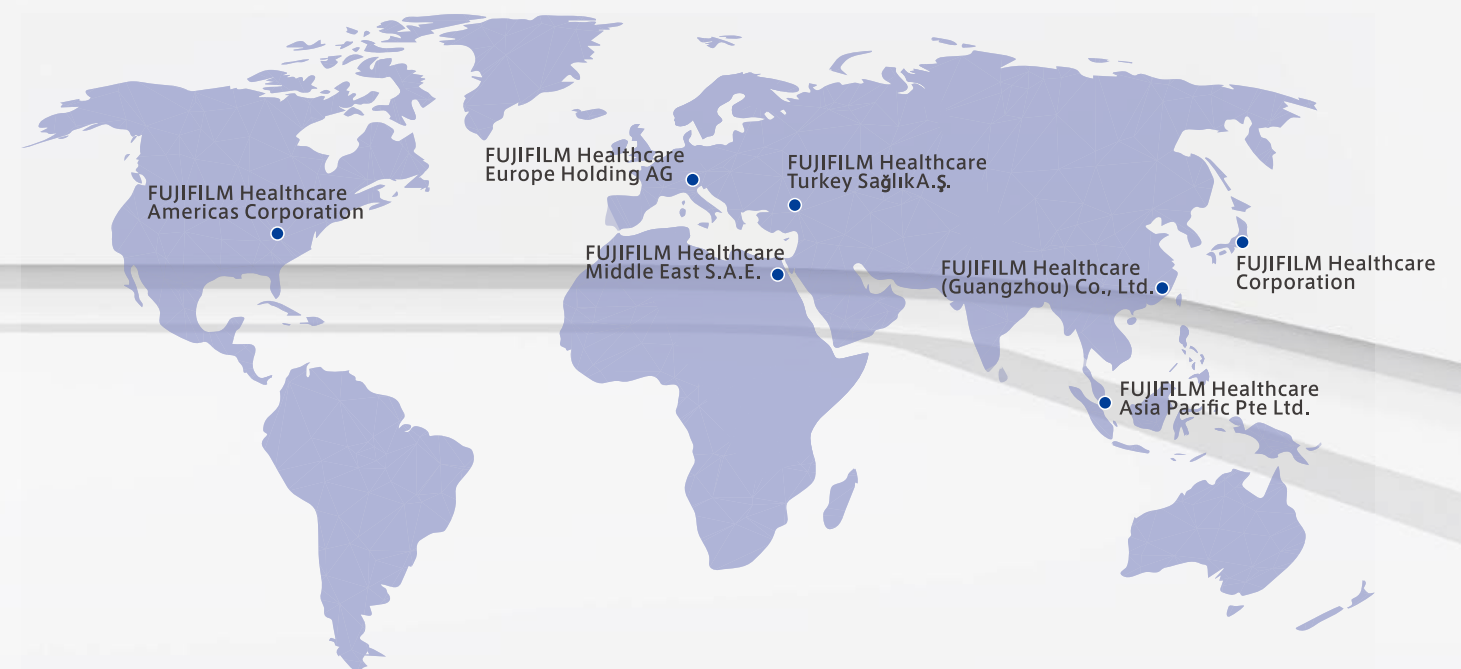 FUJIFILM Healthcare
Europe Holding AG
FUJIFILM Healthcare
Turkey SağlıkA.Ş.
FUJIFILM Healthcare
Americas Corporation
FUJIFILM Healthcare
Middle East S.A.E.
FUJIFILM Healthcare
(Guangzhou) Co., Ltd.
FUJIFILM Healthcare
Corporation
FUJIFILM Healthcare
Asia Pacific Pte Ltd.